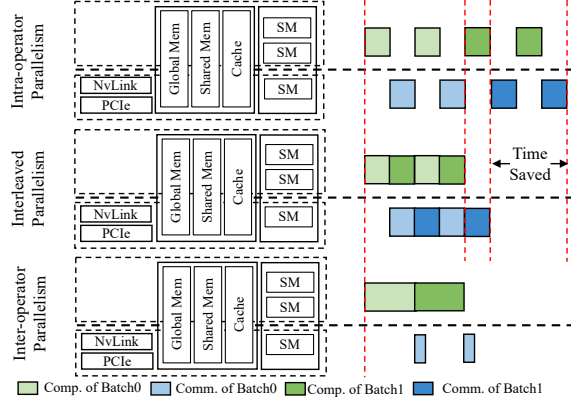 Intra-operator
Parallelism
NvLink
PCIe
Global Mem
Shared Mem
Cache
SM
SM
SM
Interleaved
Parallelism
NvLink
PCIe
Global Mem
Shared Mem
Cache
SM
SM
SM
Time
Saved
Inter-operator
Parallelism
NvLink
PCIe
Global Mem
Shared Mem
Cache
SM
SM
SM
Comp. of Batch0 Comm. of Batch0 Comp. of Batch1 Comm. of Batch1